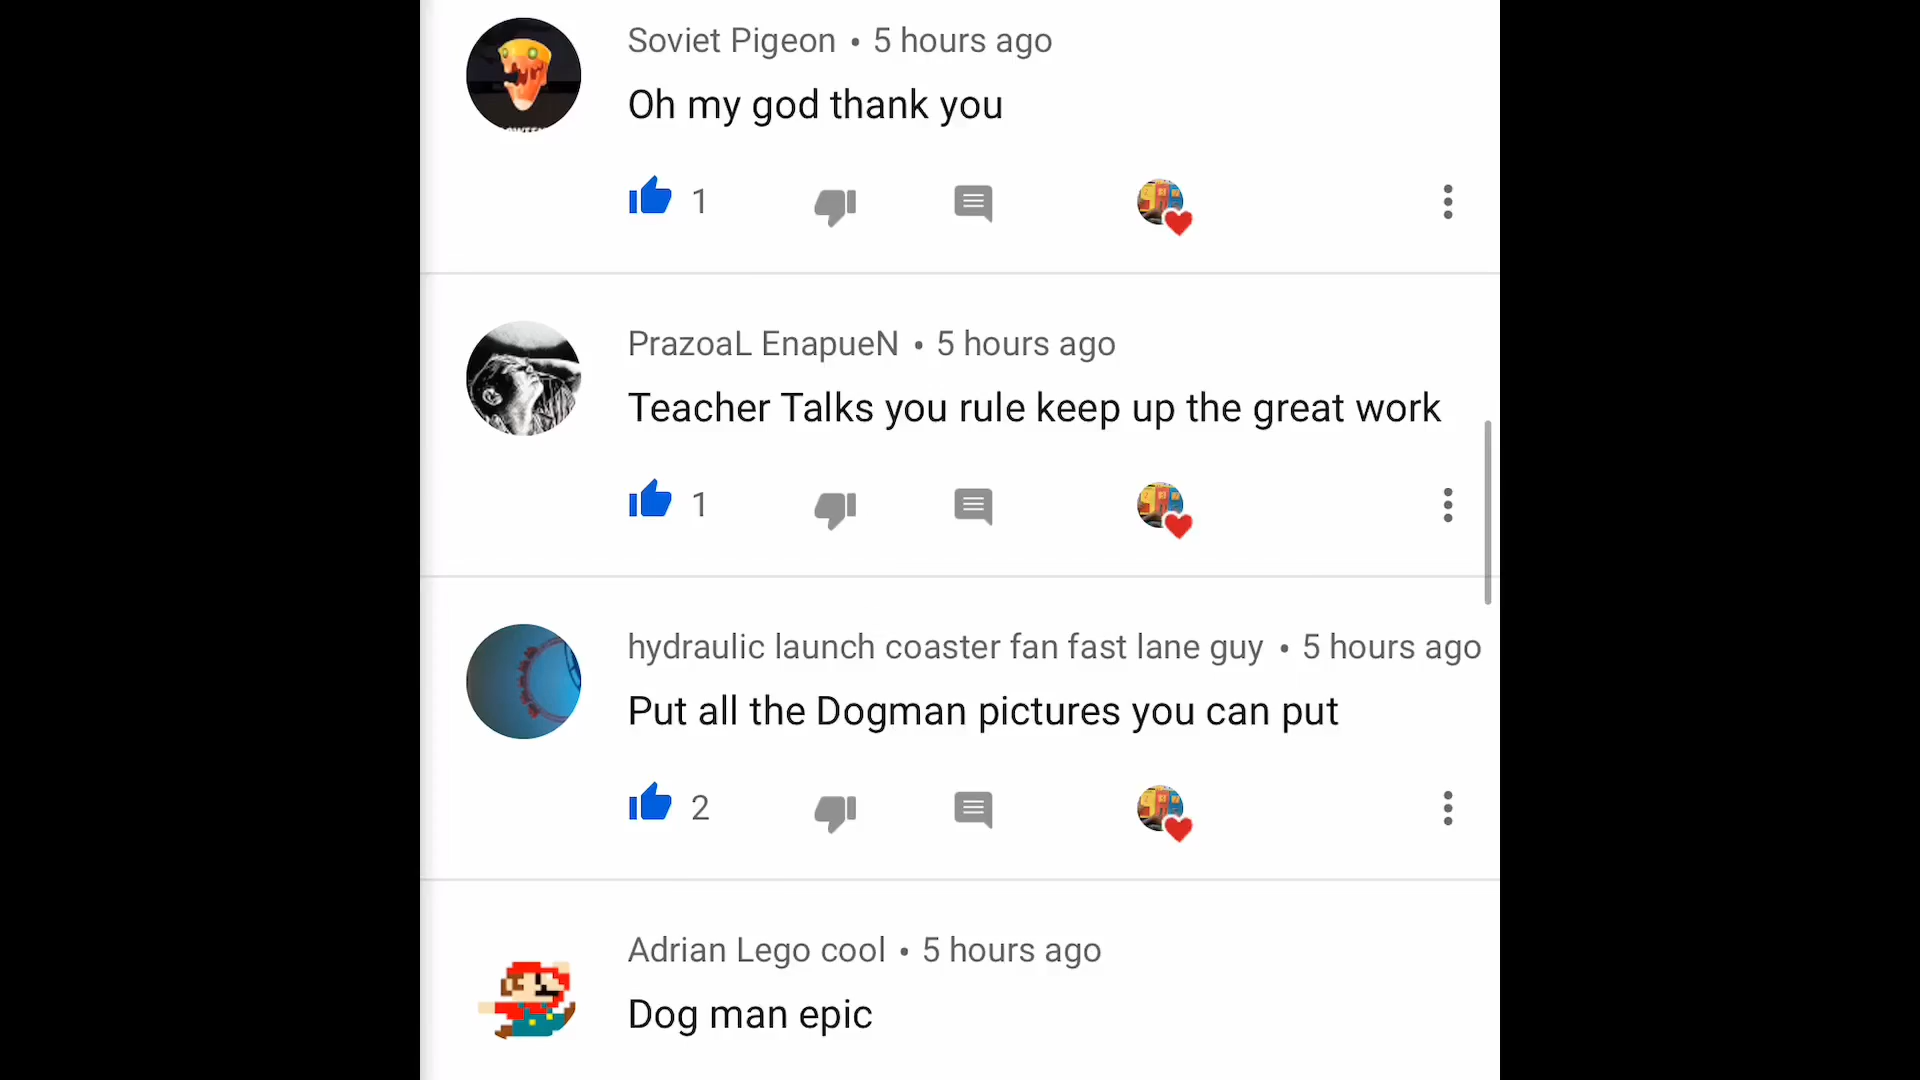 Soviet Pigeon • 5 hours ago
Oh my god thank you
1
PrazoaL EnapueN • 5 hours ago
Teacher Talks you rule keep up the great work
1
hydraulic launch coaster fan fast lane guy • 5 hours ago
Put all the Dogman pictures you can put
2
Adrian Lego cool • 5 hours ago
Dog man epic